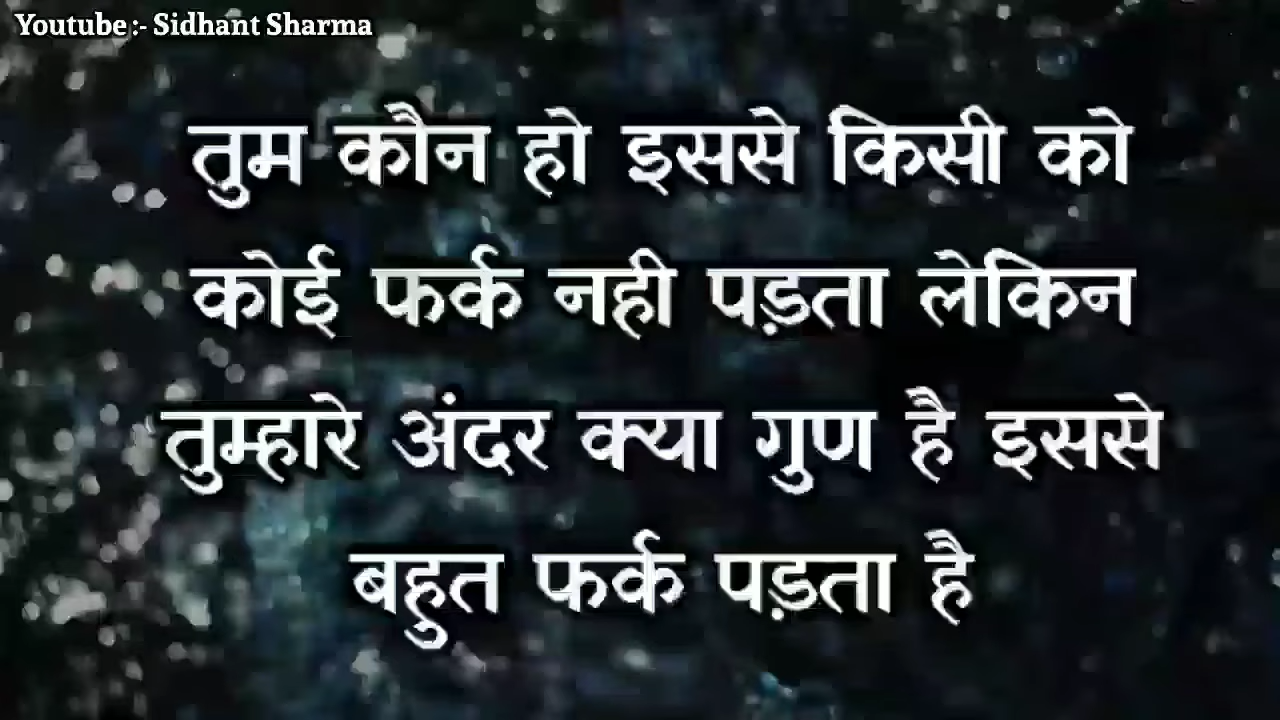 Youtube:- Sidhant Sharma
तुम कौन हो इससे किसी को
कोई फर्क नही पड़ता लेकिन
तुम्हारे अंदर क्या गुण है इससे
बहुत फर्क पड़ता है